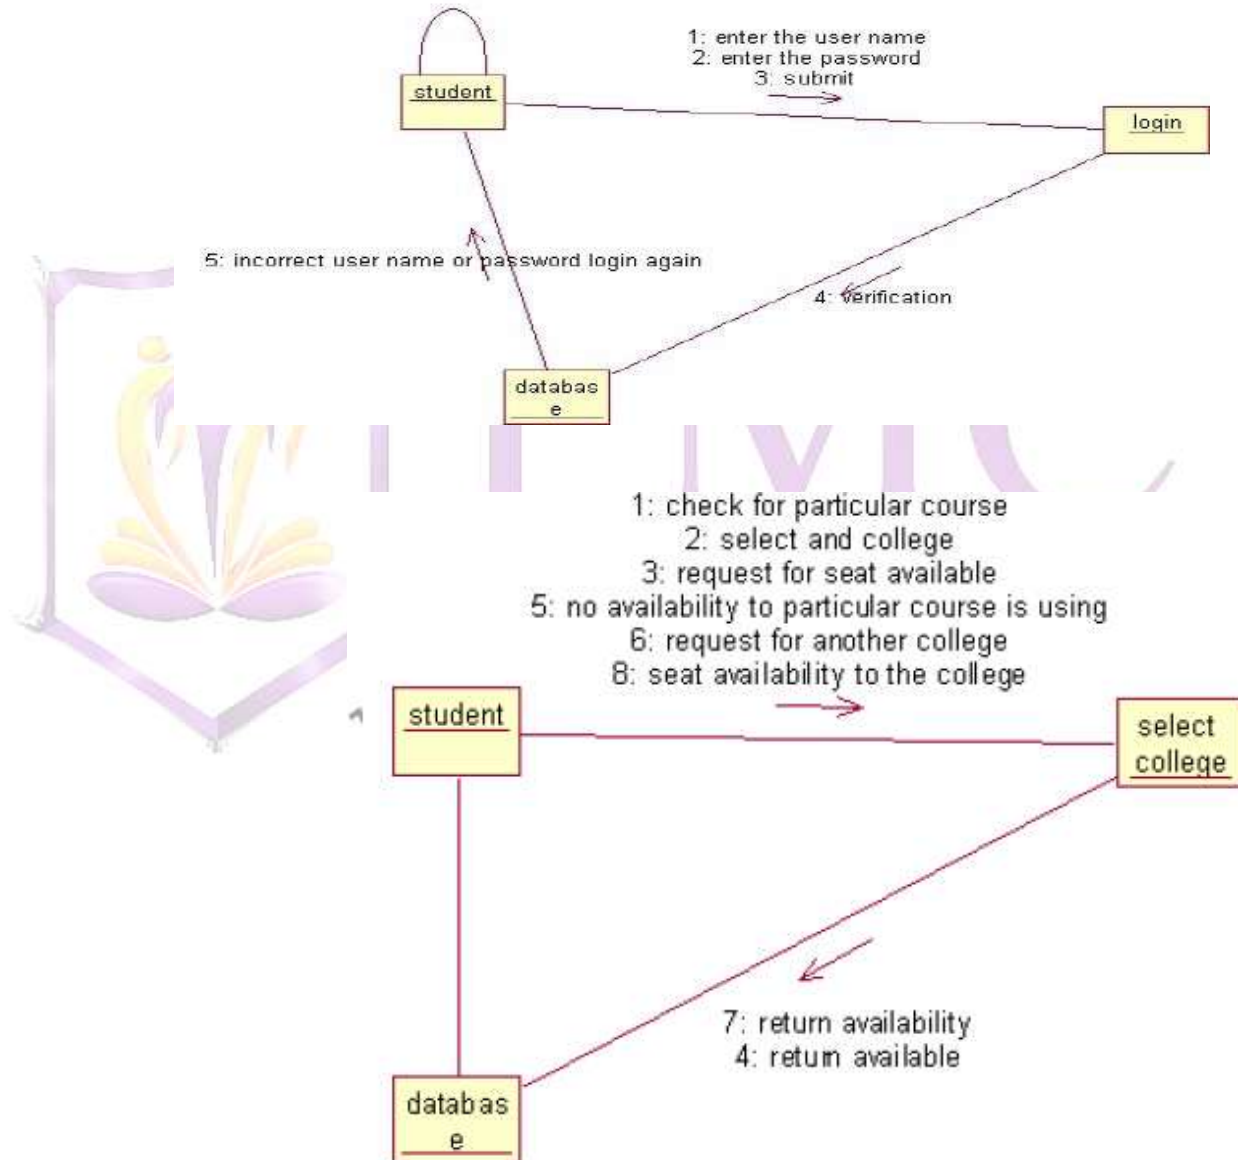 1: enter the user name
2: enter the password
3: submit
student
login
5: incorrect user name or password login again
4: verification
databas
e
1: check for particular course
2: select and college
3: request for seat available
5: no availability to particular course is using
6: request for another college
8: seat availability to the college
student
select
college
7: return availability
4: return available
databas
e